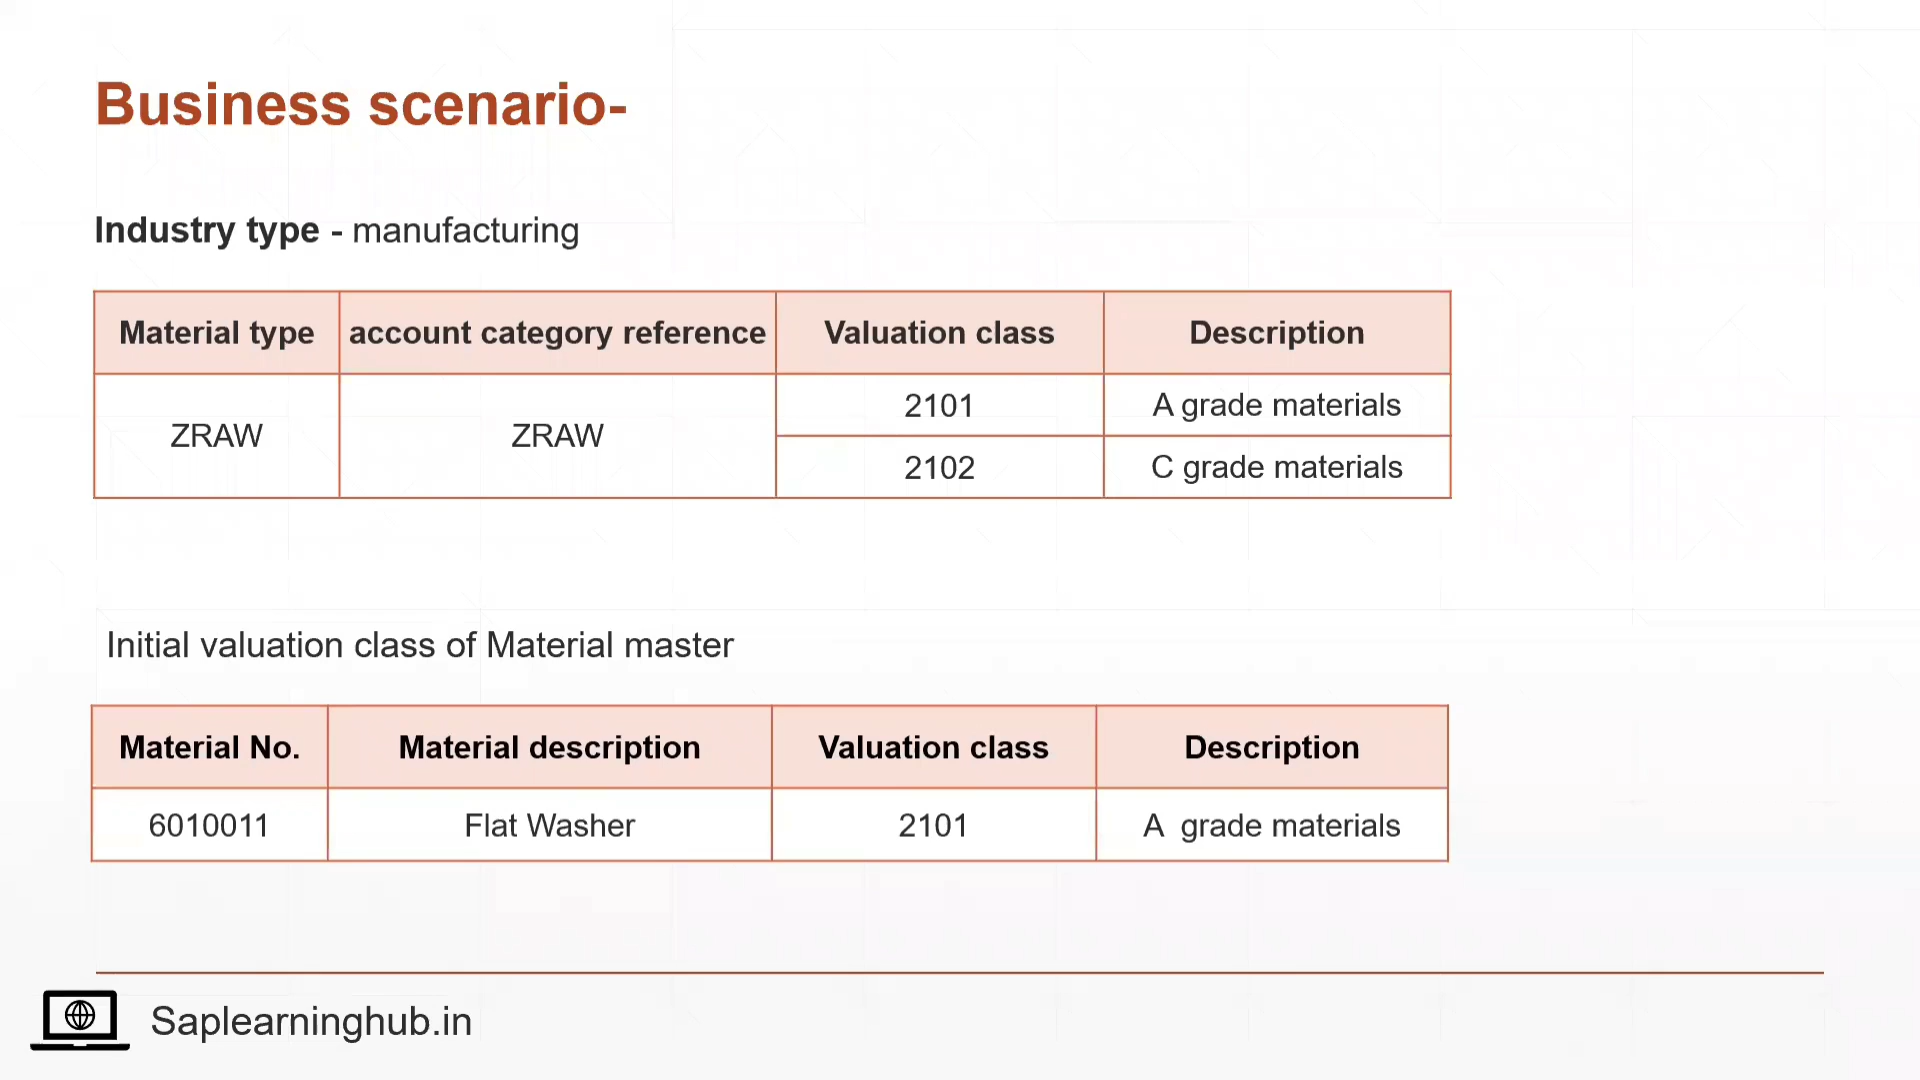 Business scenario-
Industry type - manufacturing
Material type account category reference Valuation class Description
ZRAW ZRAW 2101 A grade materials
2102 C grade materials
Initial valuation class of Material master
Material No. Material description Valuation class Description
6010011 Flat Washer 2101 A grade materials
Saplearninghub.in